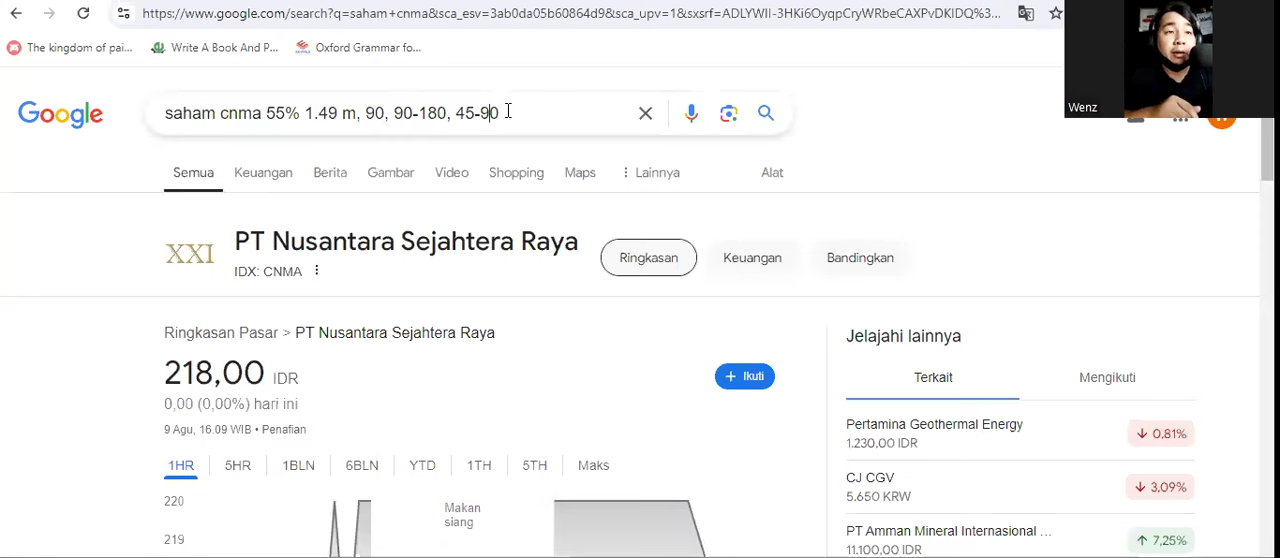 https://www.google.com/search?q=saham+cnma&sca_esv=3ab0da05b60864d9&sca_upv=1&sxsrf=ADLYWII-3HKi6OyqpCryWRbeCAXPvDKIDQ%3...
The kingdom of pai...
Write A Book And P...
Oxford Grammar fo...
Wenz
Google
saham cnma 55% 1.49 m, 90, 90-180, 45-90
Semua
Keuangan
Berita
Gambar
Video
Shopping
Maps
Lainnya
Alat
XXI
PT Nusantara Sejahtera Raya
IDX: CNMA
Ringkasan
Keuangan
Bandingkan
Ringkasan Pasar > PT Nusantara Sejahtera Raya
218,00 IDR
+ Ikuti
0,00 (0,00%) hari ini
9 Agu, 16.09 WIB • Penafian
1HR
5HR
1BLN
6BLN
YTD
1TH
5TH
Maks
220
219
Makan
siang
Jelajahi lainnya
Terkait
Mengikuti
Pertamina Geothermal Energy
1.230,00 IDR
↓ 0,81%
CJ CGV
5.650 KRW
↓ 3,09%
PT Amman Mineral Internasional ...
11.100,00 IDR
↑ 7,25%